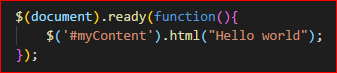 $(document).ready(function(){
    $('#myContent').html("Hello world");
});